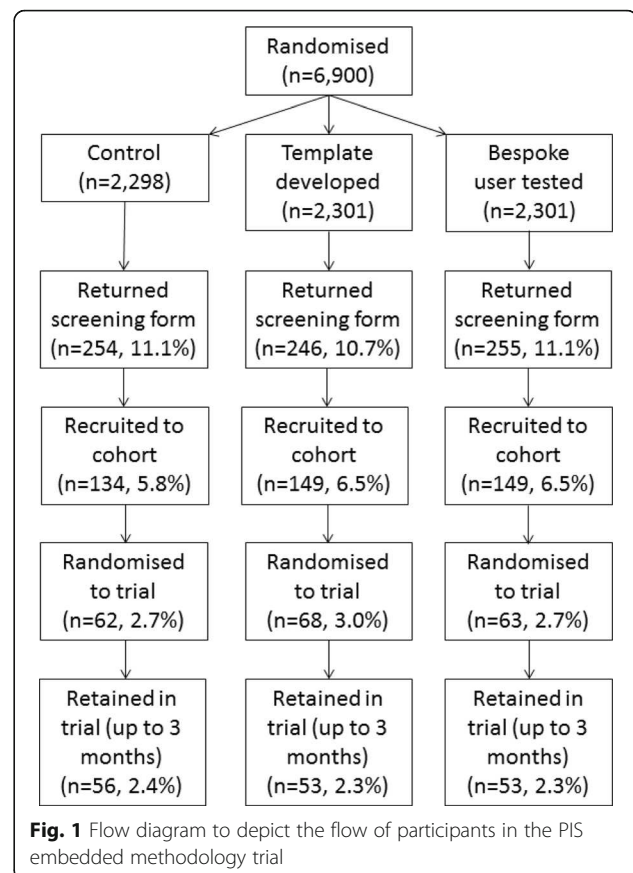 Randomised
(n=6,900)
Control
(n=2,298)
Template
developed
(n=2,301)
Bespoke
user tested
(n=2,301)
Returned
screening form
(n=254, 11.1%)
Returned
screening form
(n=246, 10.7%)
Returned
screening form
(n=255, 11.1%)
Recruited to
cohort
(n=134, 5.8%)
Recruited to
cohort
(n=149, 6.5%)
Recruited to
cohort
(n=149, 6.5%)
Randomised
to trial
(n=62, 2.7%)
Randomised
to trial
(n=68, 3.0%)
Randomised
to trial
(n=63, 2.7%)
Retained in
trial (up to 3
months)
(n=56, 2.4%)
Retained in
trial (up to 3
months)
(n=53, 2.3%)
Retained in
trial (up to 3
months)
(n=53, 2.3%)
Fig. 1 Flow diagram to depict the flow of participants in the PIS
embedded methodology trial